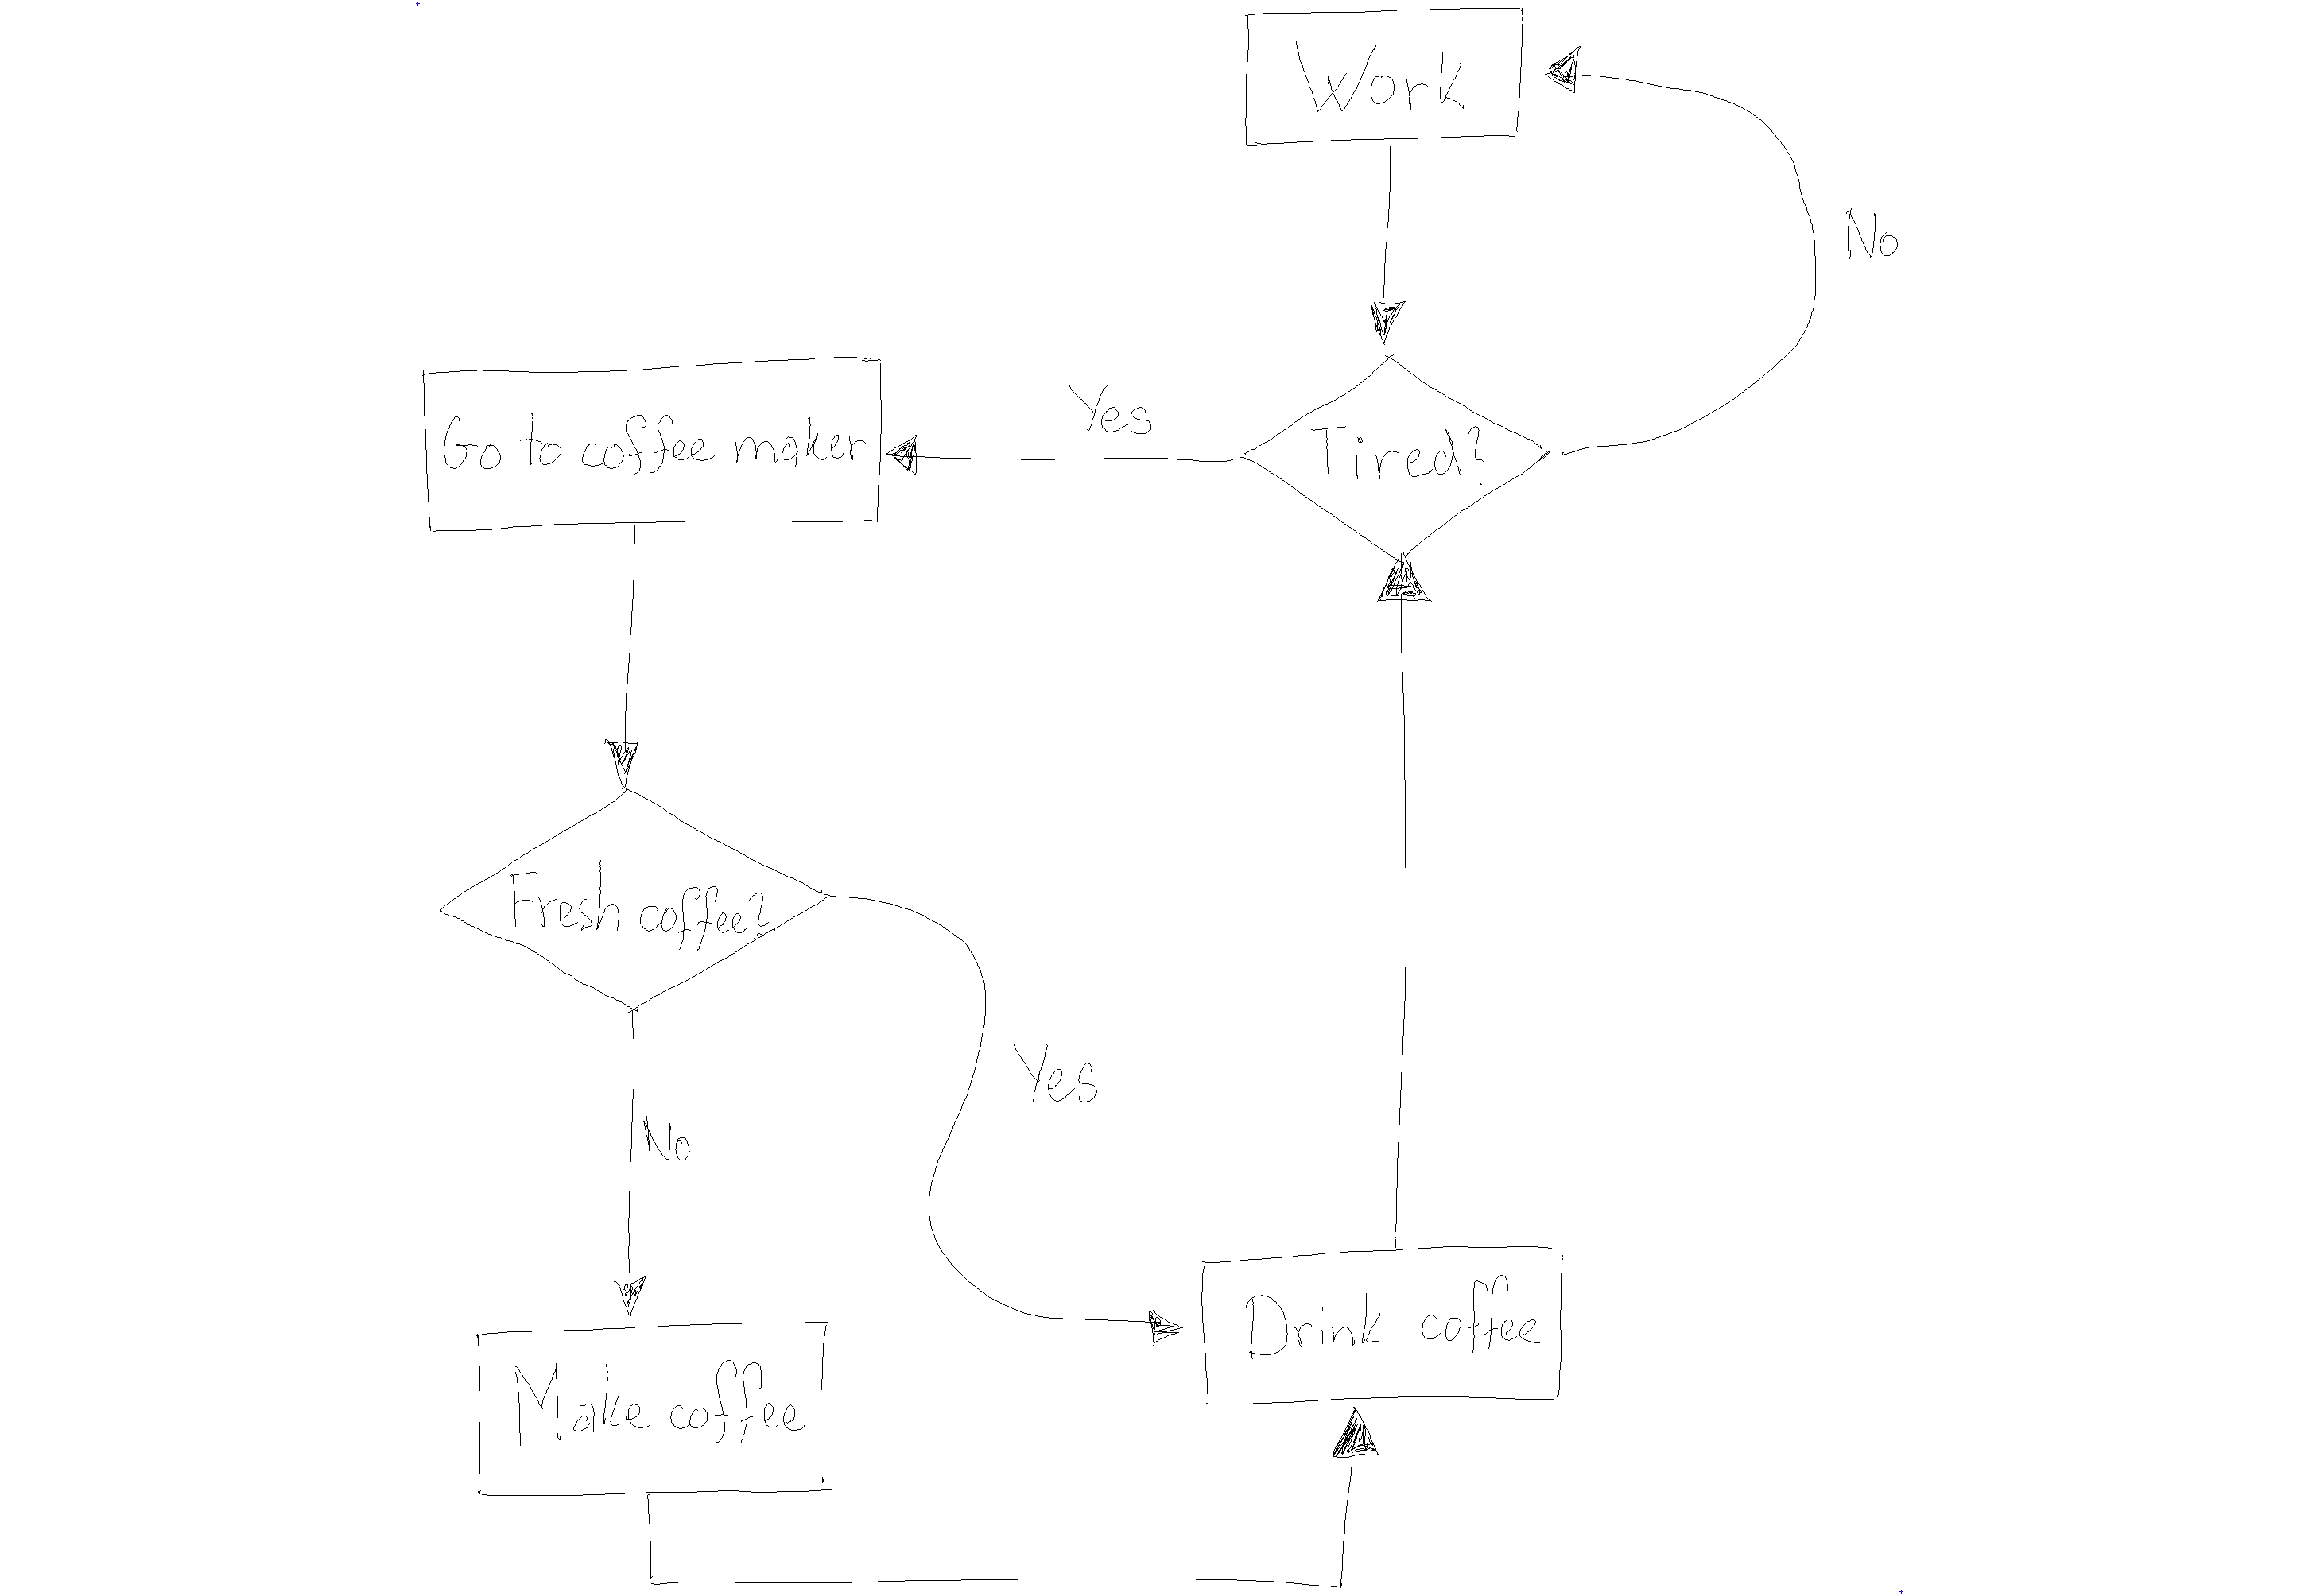 Work
No
Yes
Go to coffee maker
Tired?
Fresh coffee?
Yes
No
Drink coffee
Make coffee